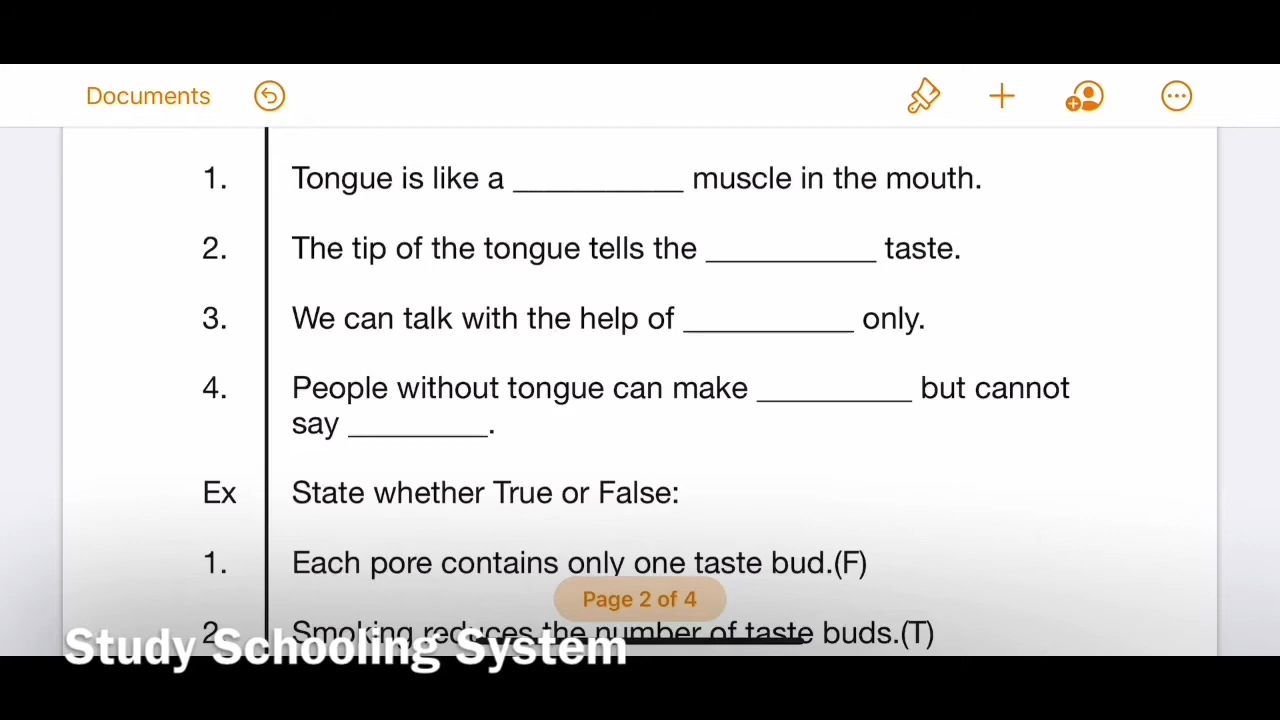 Documents
1. Tongue is like a ___________ muscle in the mouth.
2. The tip of the tongue tells the ___________ taste.
3. We can talk with the help of ___________ only.
4. People without tongue can make __________ but cannot
say _________.
Ex State whether True or False:
1. Each pore contains only one taste bud.(F)
Page 2 of 4
2. Smoking reduces the number of taste buds.(T)
Study Schooling System